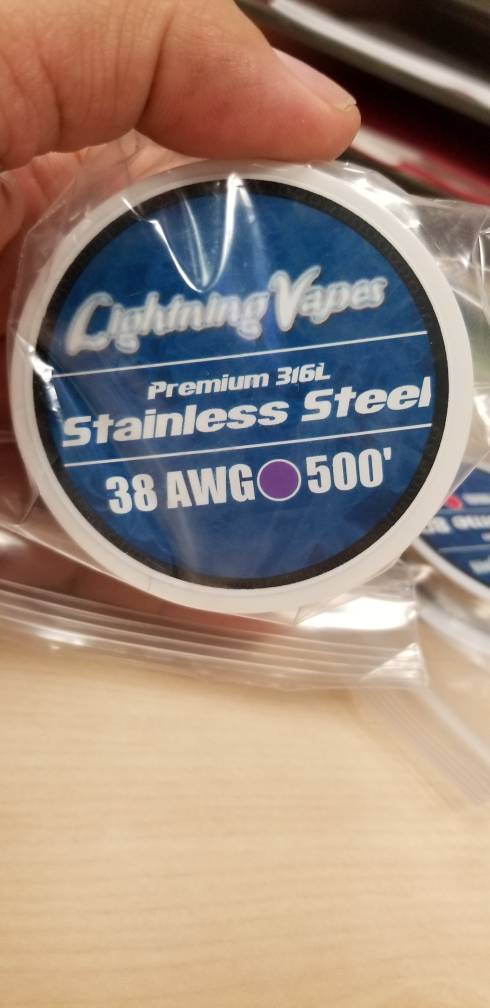 Lightning Vapes
Premium 316L
Stainless Steel
38 AWG 500'